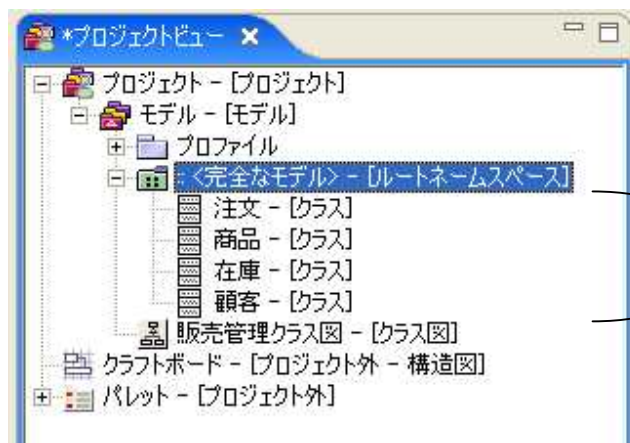 *プロジェクトビュー
プロジェクト - [プロジェクト]
モデル - [モデル]
プロファイル
: <完全なモデル> - [ルートネームスペース]
注文 - [クラス]
商品 - [クラス]
在庫 - [クラス]
顧客 - [クラス]
販売管理クラス図 - [クラス図]
クラフトボード - [プロジェクト外 - 構造図]
パレット - [プロジェクト外]